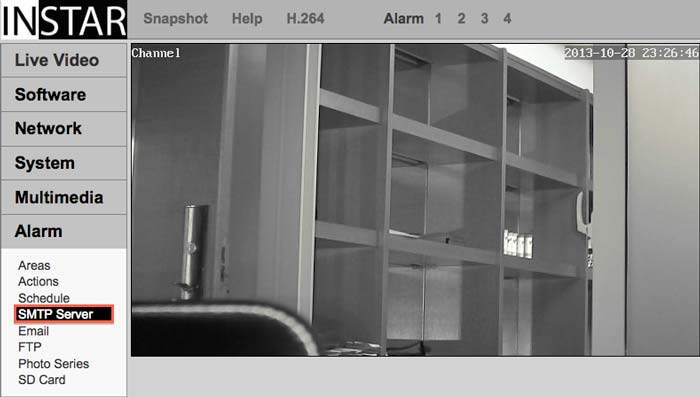 INSTAR
Snapshot Help H.264 Alarm 1 2 3 4
Live Video
Software
Network
System
Multimedia
Alarm
Areas
Actions
Schedule
SMTP Server
Email
FTP
Photo Series
SD Card
Channel
2013-10-28 23:26:46